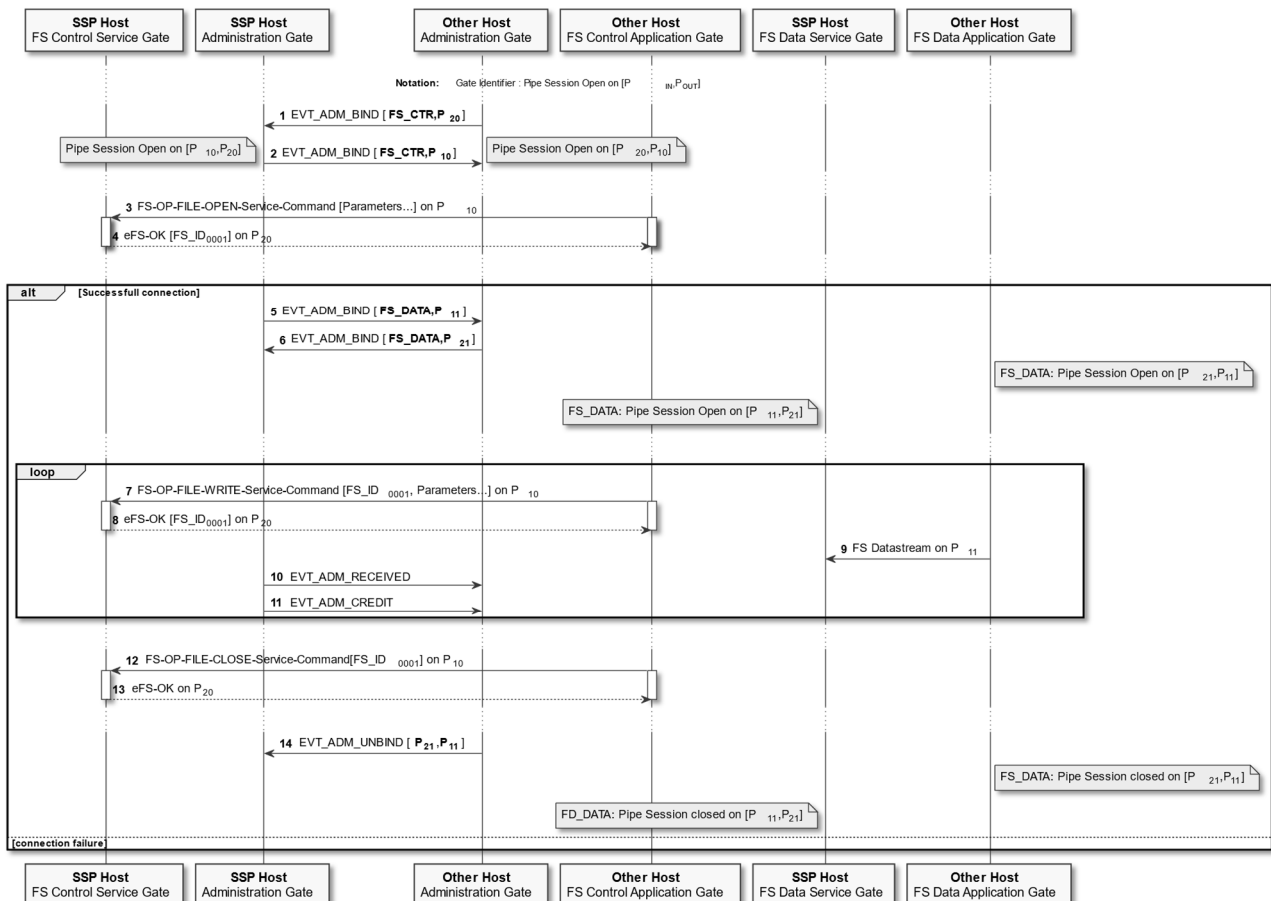 SSP Host
FS Control Service Gate
SSP Host
Administration Gate
Other Host
Administration Gate
Other Host
FS Control Application Gate
SSP Host
FS Data Service Gate
Other Host
FS Data Application Gate
Notation: Gate Identifier : Pipe Session Open on [P IN,POUT]
1 EVT_ADM_BIND [ FS_CTR,P 20]
Pipe Session Open on [P 10,P20]
2 EVT_ADM_BIND [ FS_CTR,P 10]
Pipe Session Open on [P 20,P10]
3 FS-OP-FILE-OPEN-Service-Command [Parameters...] on P 10
4 eFS-OK [FS_ID0001] on P20
alt [Successfull connection]
5 EVT_ADM_BIND [ FS_DATA,P 11]
6 EVT_ADM_BIND [ FS_DATA,P 21]
FS_DATA: Pipe Session Open on [P 21,P11]
FS_DATA: Pipe Session Open on [P 11,P21]
loop
7 FS-OP-FILE-WRITE-Service-Command [FS_ID 0001, Parameters...] on P 10
8 eFS-OK [FS_ID0001] on P20
9 FS Datastream on P 11
10 EVT_ADM_RECEIVED
11 EVT_ADM_CREDIT
12 FS-OP-FILE-CLOSE-Service-Command[FS_ID 0001] on P10
13 eFS-OK on P20
14 EVT_ADM_UNBIND [ P21,P11]
FS_DATA: Pipe Session closed on [P 21,P11]
FD_DATA: Pipe Session closed on [P 11,P21]
[connection failure]
SSP Host
FS Control Service Gate
SSP Host
Administration Gate
Other Host
Administration Gate
Other Host
FS Control Application Gate
SSP Host
FS Data Service Gate
Other Host
FS Data Application Gate